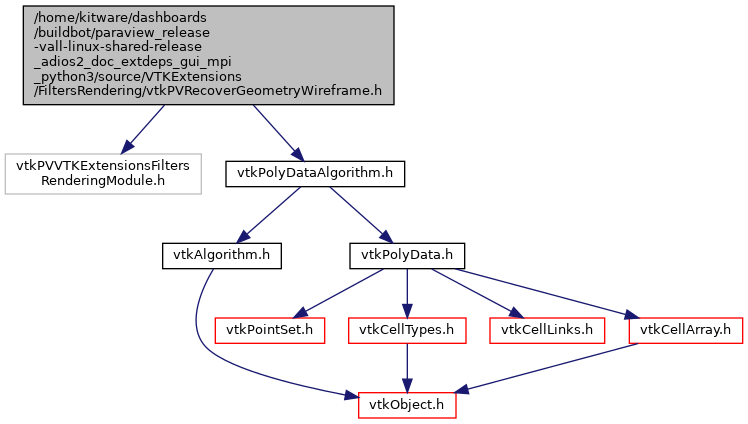 /home/kitware/dashboards
/buildbot/paraview_release
-vall-linux-shared-release
_adios2_doc_extdeps_gui_mpi
_python3/source/VTKExtensions
/FiltersRendering/vtkPVRecoverGeometryWireframe.h
vtkPVVTKExtensionsFilters
RenderingModule.h
vtkPolyDataAlgorithm.h
vtkAlgorithm.h
vtkPolyData.h
vtkPointSet.h
vtkCellTypes.h
vtkCellLinks.h
vtkCellArray.h
vtkObject.h